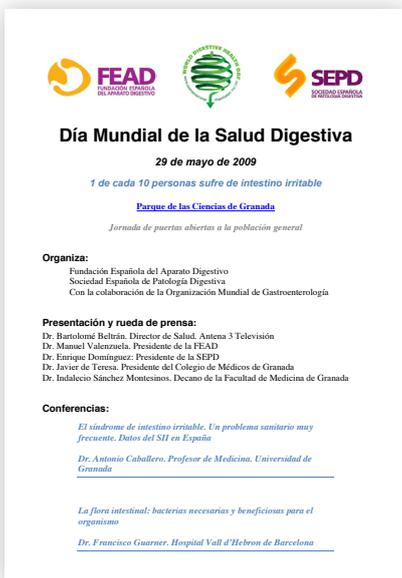 FEAD
FUNDACIÓN ESPAÑOLA
DEL APARATO DIGESTIVO
WORLD DIGESTIVE HEALTH DAY
SEPD
SOCIEDAD ESPAÑOLA
DE PATOLOGÍA DIGESTIVA
Día Mundial de la Salud Digestiva
29 de mayo de 2009
1 de cada 10 personas sufre de intestino irritable
Parque de las Ciencias de Granada
Jornada de puertas abiertas a la población general
Organiza:
Fundación Española del Aparato Digestivo
Sociedad Española de Patología Digestiva
Con la colaboración de la Organización Mundial de Gastroenterología
Presentación y rueda de prensa:
Dr. Bartolomé Beltrán. Director de Salud. Antena 3 Televisión
Dr. Manuel Valenzuela. Presidente de la FEAD
Dr. Enrique Domínguez: Presidente de la SEPD
Dr. Javier de Teresa. Presidente del Colegio de Médicos de Granada
Dr. Indalecio Sánchez Montesinos. Decano de la Facultad de Medicina de Granada
Conferencias:
El síndrome de intestino irritable. Un problema sanitario muy
frecuente. Datos del SII en España
Dr. Antonio Caballero. Profesor de Medicina. Universidad de
Granada
La flora intestinal: bacterias necesarias y beneficiosas para el
organismo
Dr. Francisco Guarner. Hospital Vall d'Hebron de Barcelona